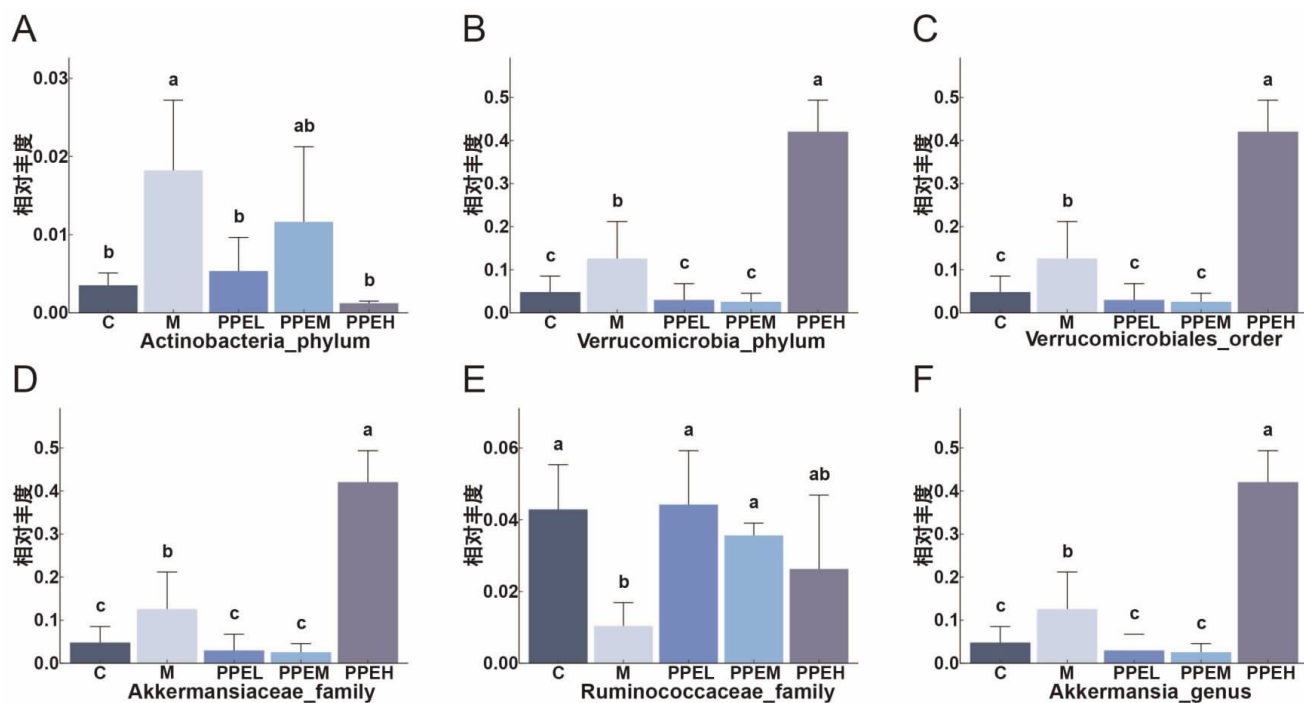 A
相对丰度
0.03
0.02
0.01
0.00
b
a
b
ab
b
C M PPEL PPEM PPEH
Actinobacteria_phylum
B
相对丰度
0.5
0.4
0.3
0.2
0.1
0.0
c
b
c
c
a
C M PPEL PPEM PPEH
Verrucomicrobia_phylum
C
相对丰度
0.5
0.4
0.3
0.2
0.1
0.0
c
b
c
c
a
C M PPEL PPEM PPEH
Verrucomicrobiales_order
D
相对丰度
0.5
0.4
0.3
0.2
0.1
0.0
c
b
c
c
a
C M PPEL PPEM PPEH
Akkermansiaceae_family
E
相对丰度
0.06
0.04
0.02
0.00
a
b
a
a
ab
C M PPEL PPEM PPEH
Ruminococcaceae_family
F
相对丰度
0.5
0.4
0.3
0.2
0.1
0.0
c
b
c
c
a
C M PPEL PPEM PPEH
Akkermansia_genus